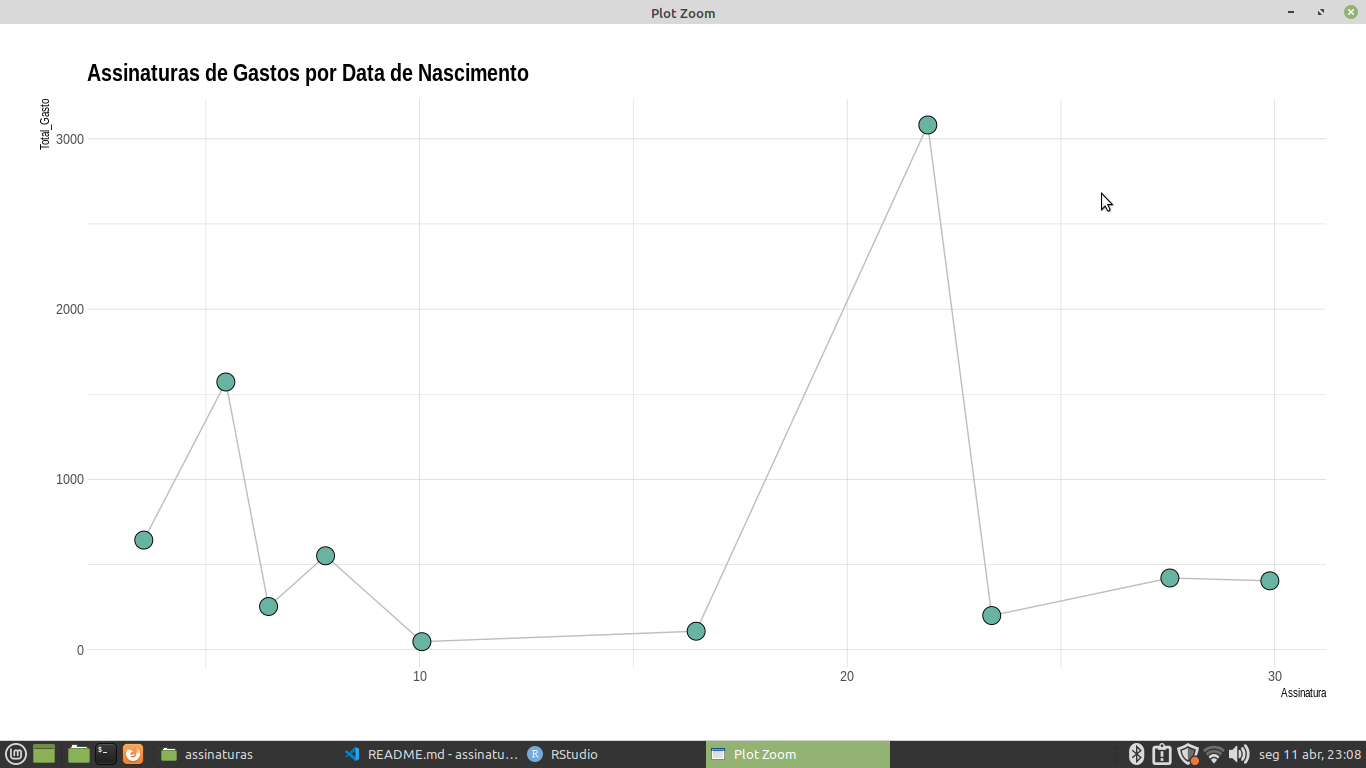 Plot Zoom
Assinaturas de Gastos por Data de Nascimento
Total_Gasto
3000
2000
1000
0
10
20
30
Assinatura
assinaturas
README.md - assinatu...
RStudio
Plot Zoom
seg 11 abr, 23:08